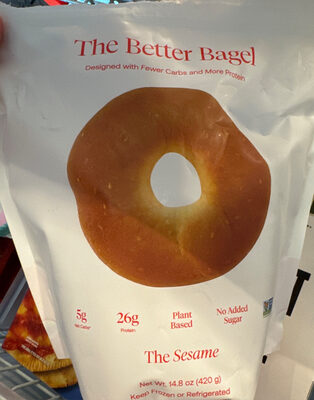 The Better Bagel
Designed with Fewer Carbs and More Protein
5g
Net Carbs*
26g
Protein
Plant
Based
No Added
Sugar
The Sesame
Net Wt. 14.8 oz (420 g)
Keep Frozen or Refrigerated